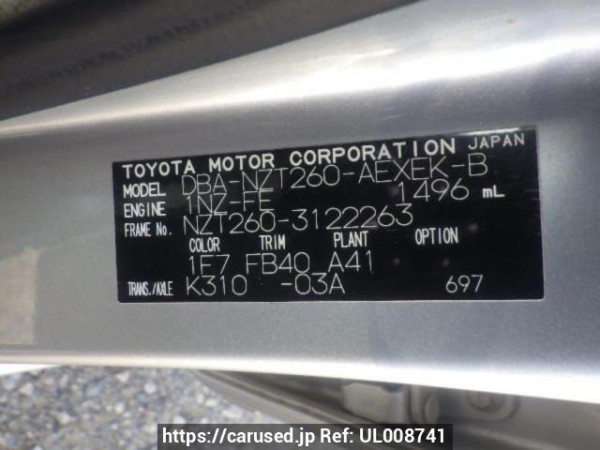 TOYOTA MOTOR CORPORATION JAPAN
MODEL DBA-NZT260-AEXEK-B
ENGINE 1NZ-FE 1496 mL
FRAME No. NZT260-3122263
COLOR TRIM PLANT OPTION
1F7 FB40 A41
TRANS./AXLE K310 -03A 697
https://carused.jp Ref: UL008741